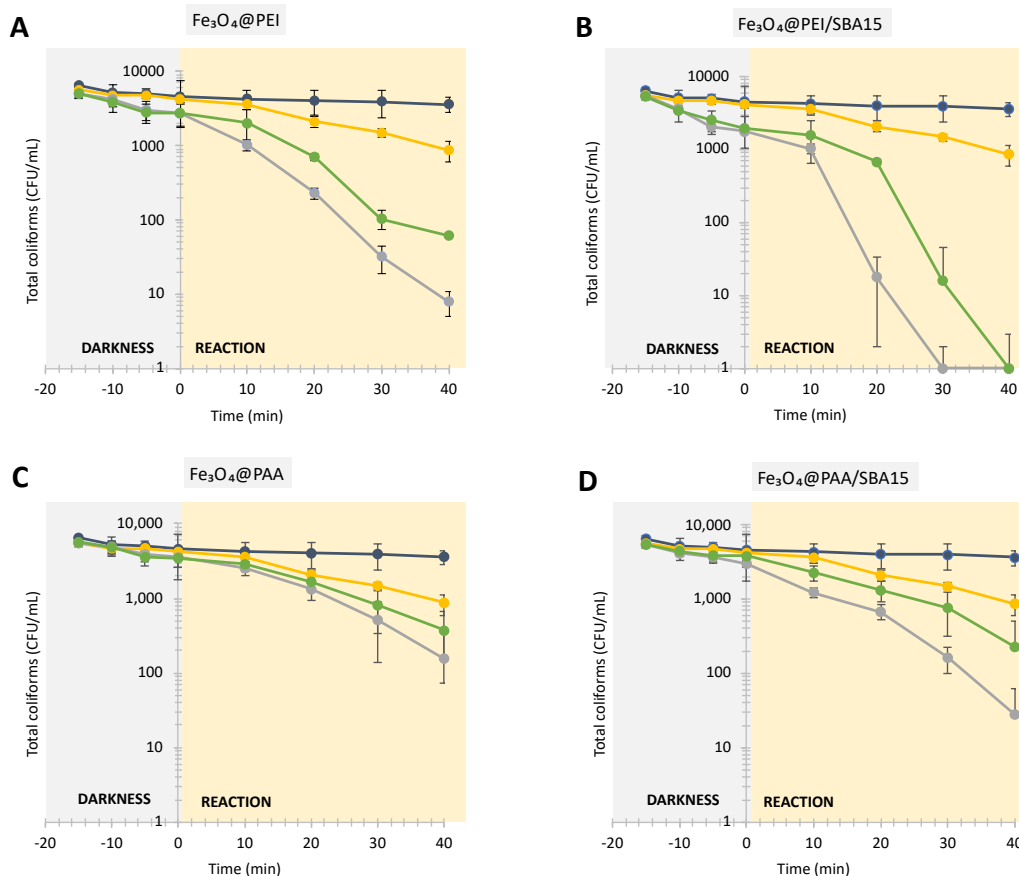 A
Fe₃O₄@PEI
Total coliforms (CFU/mL)
10000
1000
100
10
1
DARKNESS
REACTION
-20
-10
0
10
20
30
40
Time (min)
B
Fe₃O₄@PEI/SBA15
Total coliforms (CFU/mL)
10000
1000
100
10
1
DARKNESS
REACTION
-20
-10
0
10
20
30
40
Time (min)
C
Fe₃O₄@PAA
Total coliforms (CFU/mL)
10,000
1,000
100
10
1
DARKNESS
REACTION
-20
-10
0
10
20
30
40
Time (min)
D
Fe₃O₄@PAA/SBA15
Total coliforms (CFU/mL)
10,000
1,000
100
10
1
DARKNESS
REACTION
-20
-10
0
10
20
30
40
Time (min)